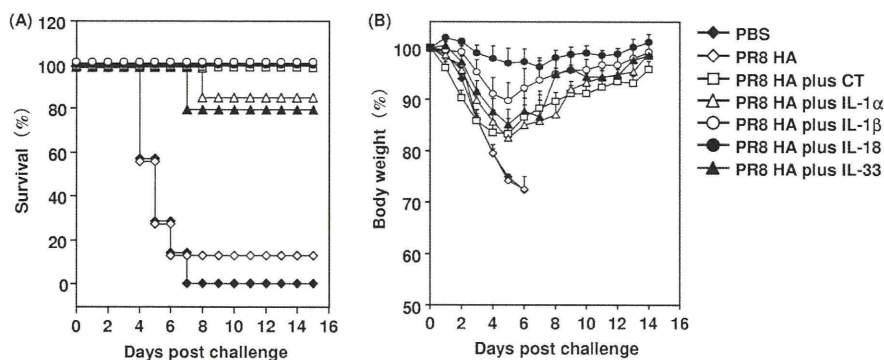 (A)
120
100
80
60
40
20
0
Survival (%)
0 2 4 6 8 10 12 14 16
Days post challenge
(B)
100
90
80
70
60
50
Body weight (%)
0 2 4 6 8 10 12 14 16
Days post challenge
PBS
PR8 HA
PR8 HA plus CT
PR8 HA plus IL-1α
PR8 HA plus IL-1β
PR8 HA plus IL-18
PR8 HA plus IL-33